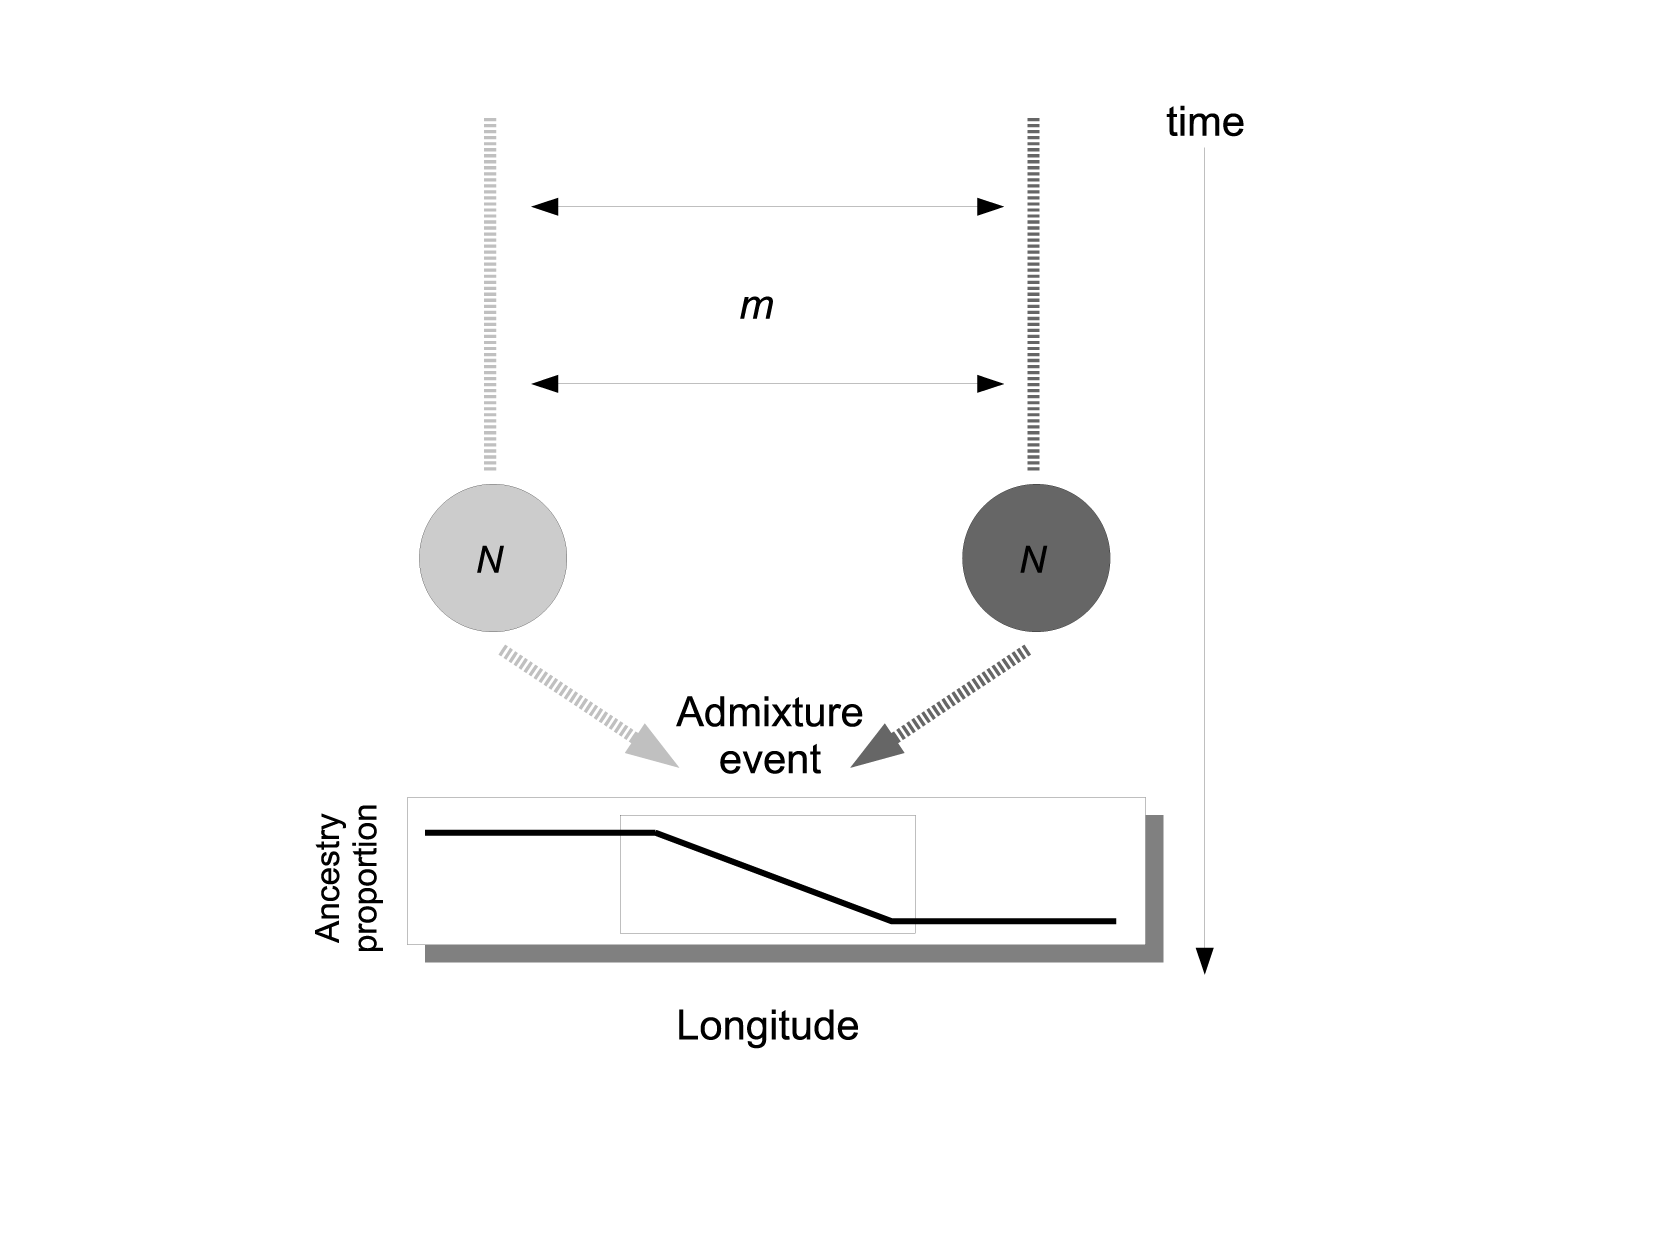 time
m
N
N
Admixture
event
Ancestry
proportion
Longitude